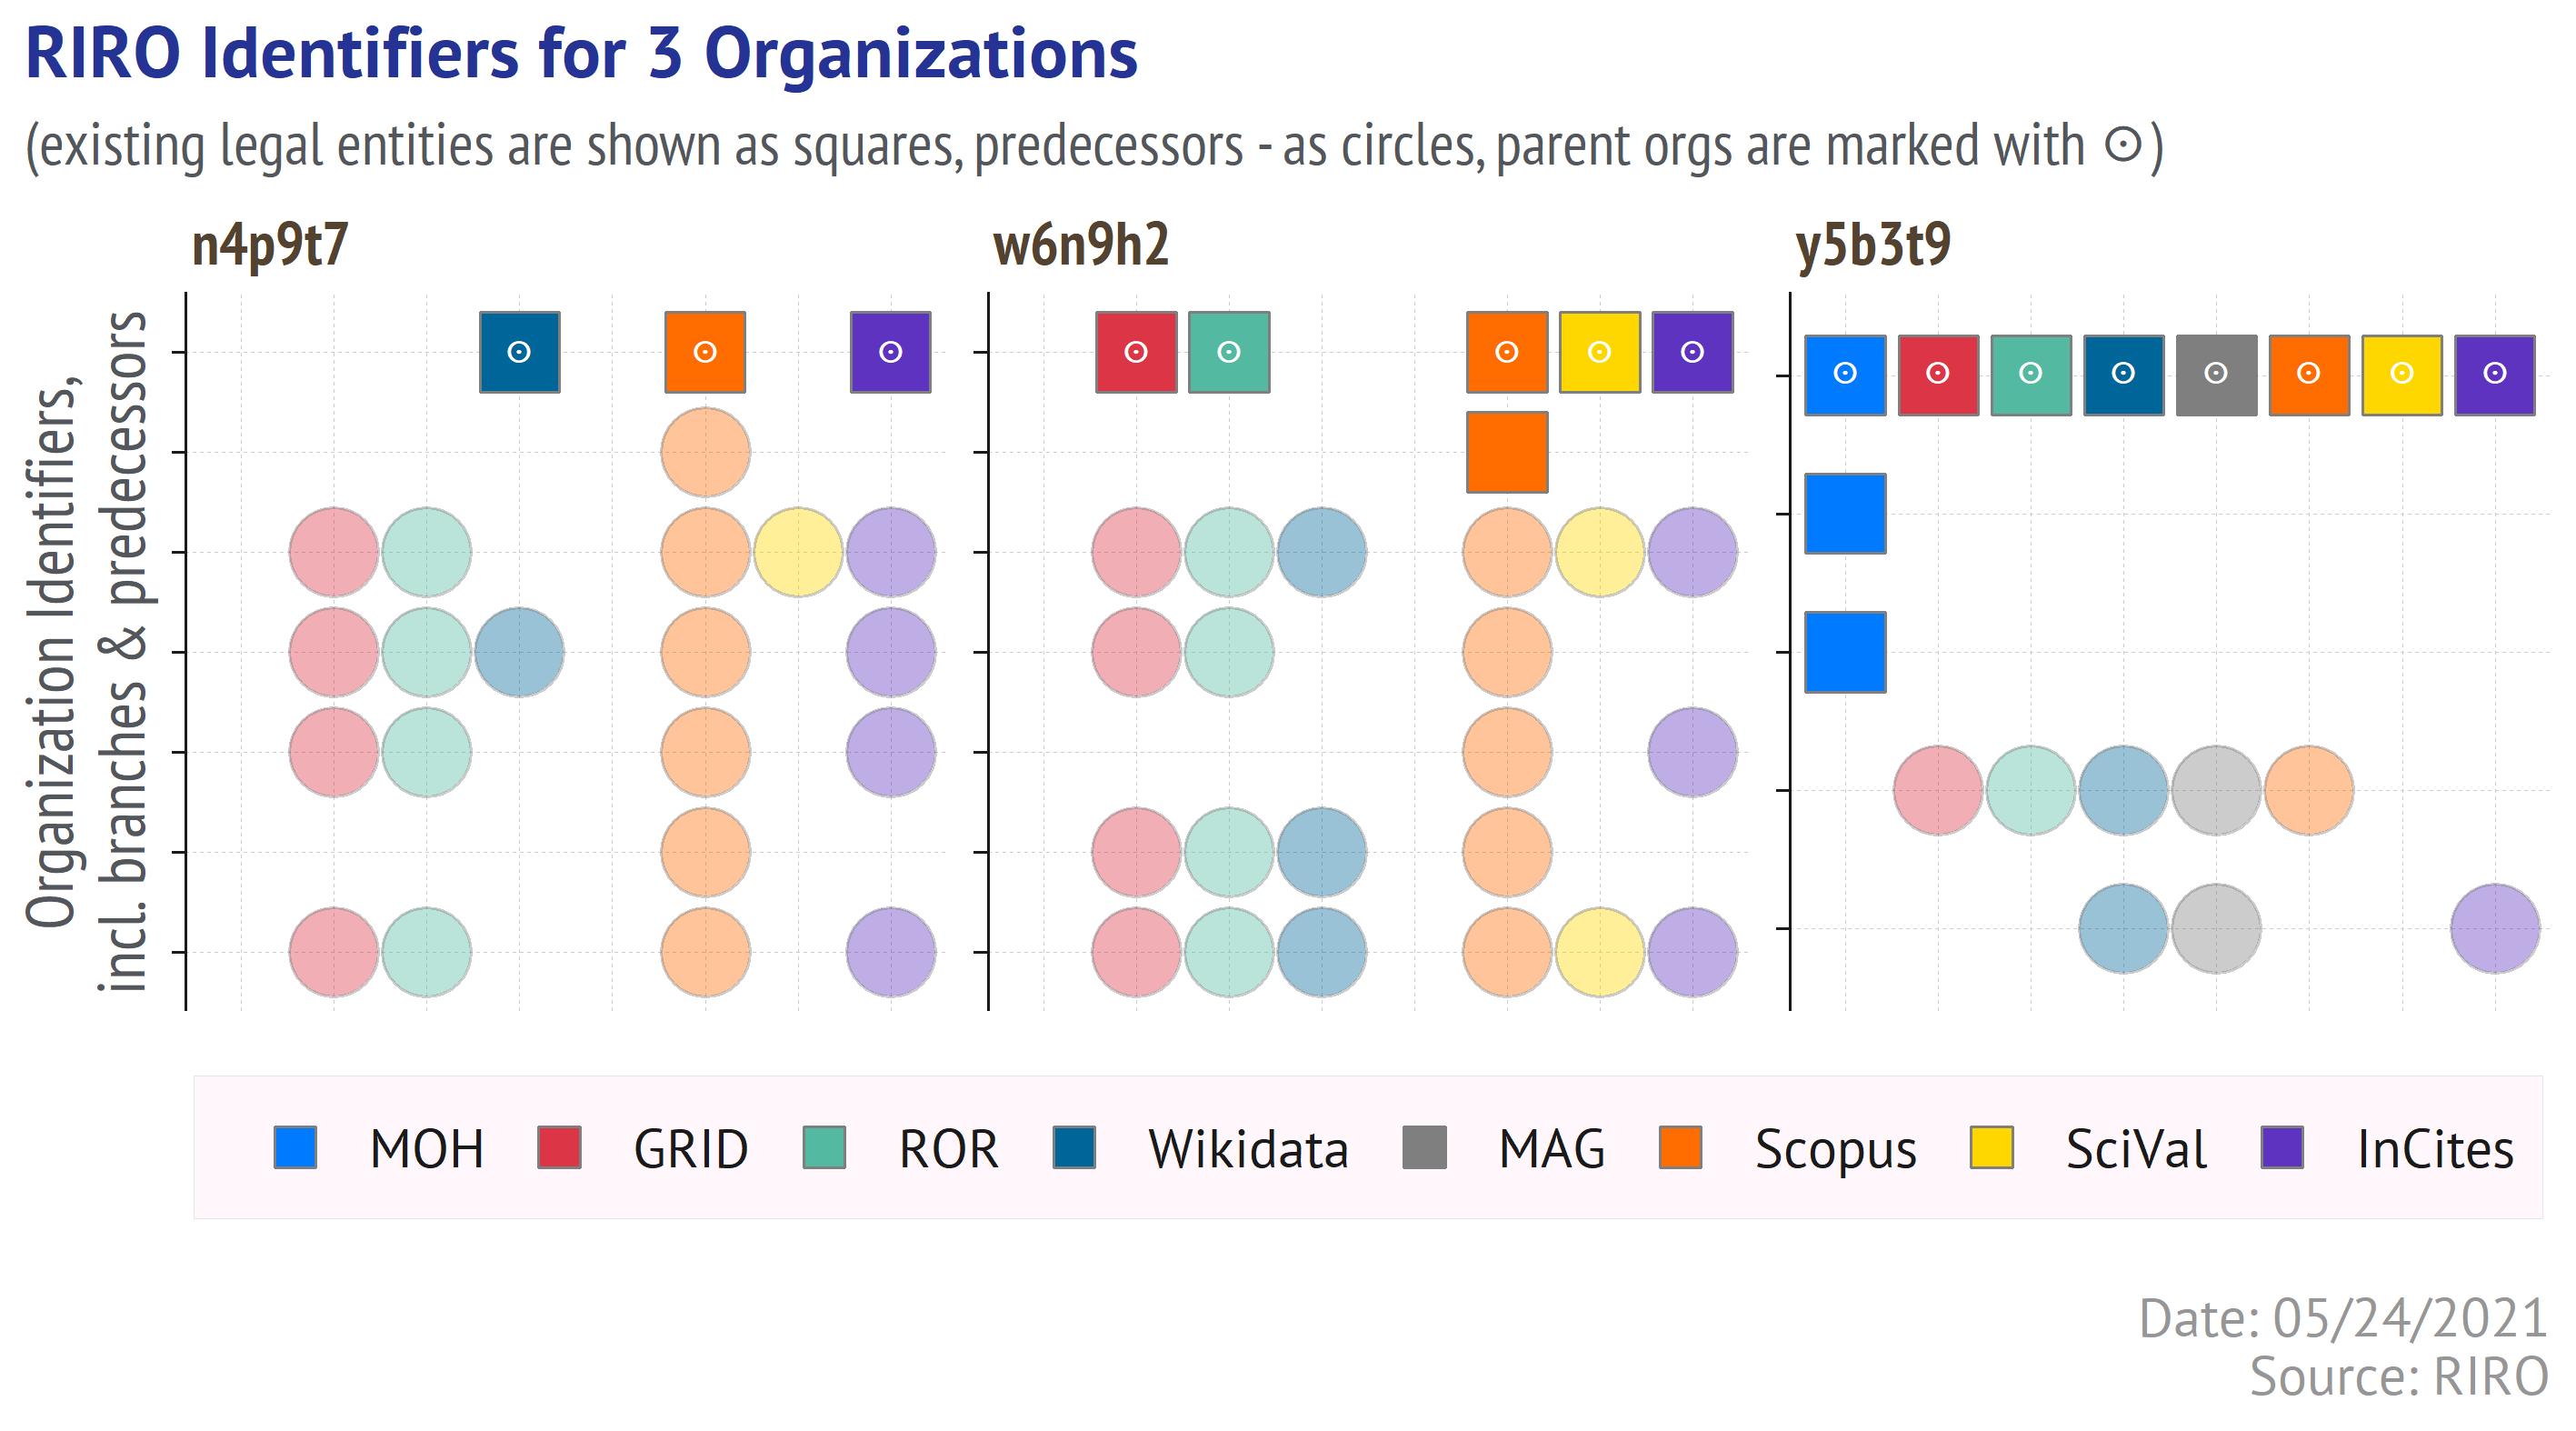 RIRO Identifiers for 3 Organizations
(existing legal entities are shown as squares, predecessors - as circles, parent orgs are marked with ⊙)
n4p9t7
w6n9h2
y5b3t9
Organization Identifiers,
incl. branches & predecessors
MOH GRID ROR Wikidata MAG Scopus SciVal InCites
Date: 05/24/2021
Source: RIRO